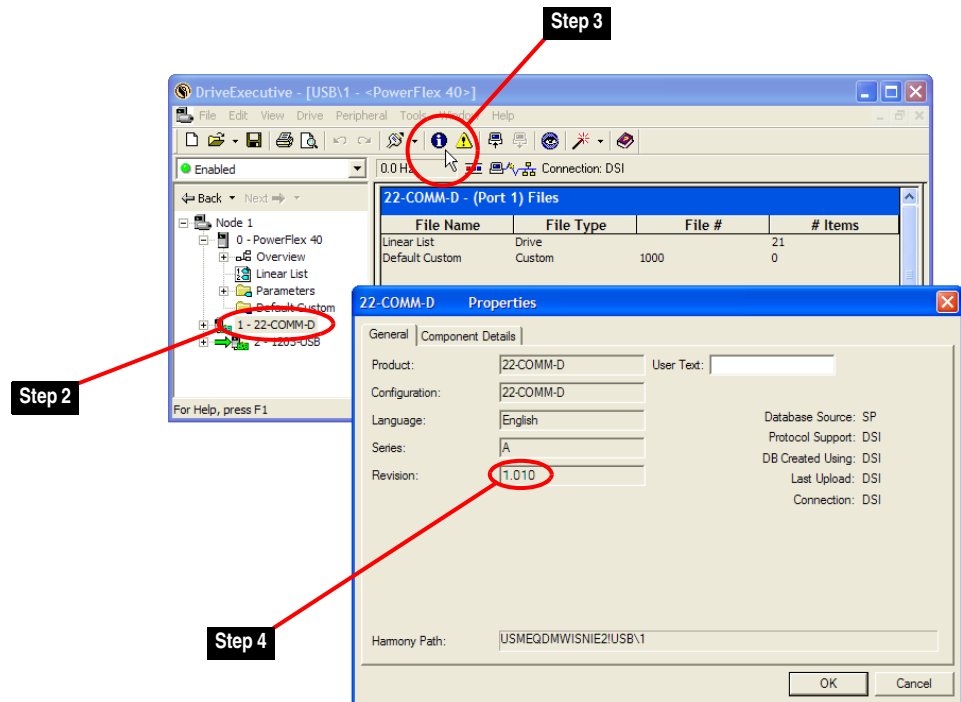 Step 3
DriveExecutive - [USB\1 - <PowerFlex 40>]
File Edit View Drive Peripheral Tools Window Help
Enabled
0.0 Hz
Connection: DSI
Back Next
22-COMM-D - (Port 1) Files
File Name File Type File # # Items
Linear List Drive 21
Default Custom Custom 1000 0
Node 1
0 - PowerFlex 40
Overview
Linear List
Parameters
Default Custom
1 - 22-COMM-D
2 - 1203-USB
Step 2
For Help, press F1
22-COMM-D Properties
General Component Details
Product: 22-COMM-D User Text:
Configuration: 22-COMM-D
Language: English
Series: A
Revision: 1.010
Database Source: SP
Protocol Support: DSI
DB Created Using: DSI
Last Upload: DSI
Connection: DSI
Step 4
Harmony Path: USMEQDMWISNIE2!USB\1
OK Cancel